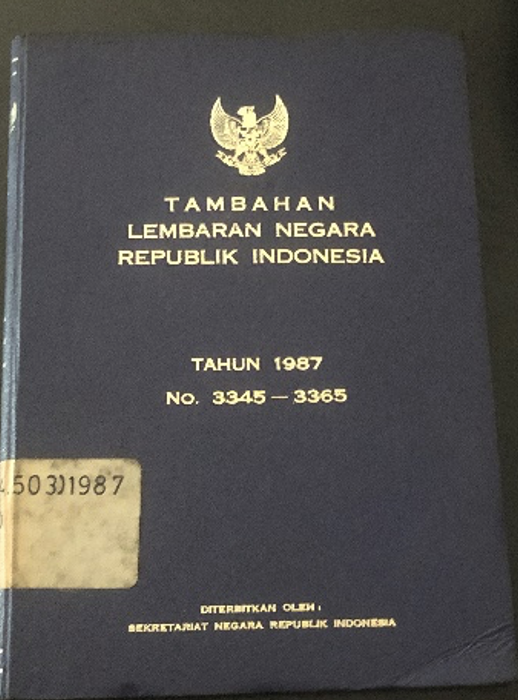 TAMBAHAN
LEMBARAN NEGARA
REPUBLIK INDONESIA
TAHUN 1987
No. 3345 — 3365
503)1987
DITERBITKAN OLEH :
SEKRETARIAT NEGARA REPUBLIK INDONESIA